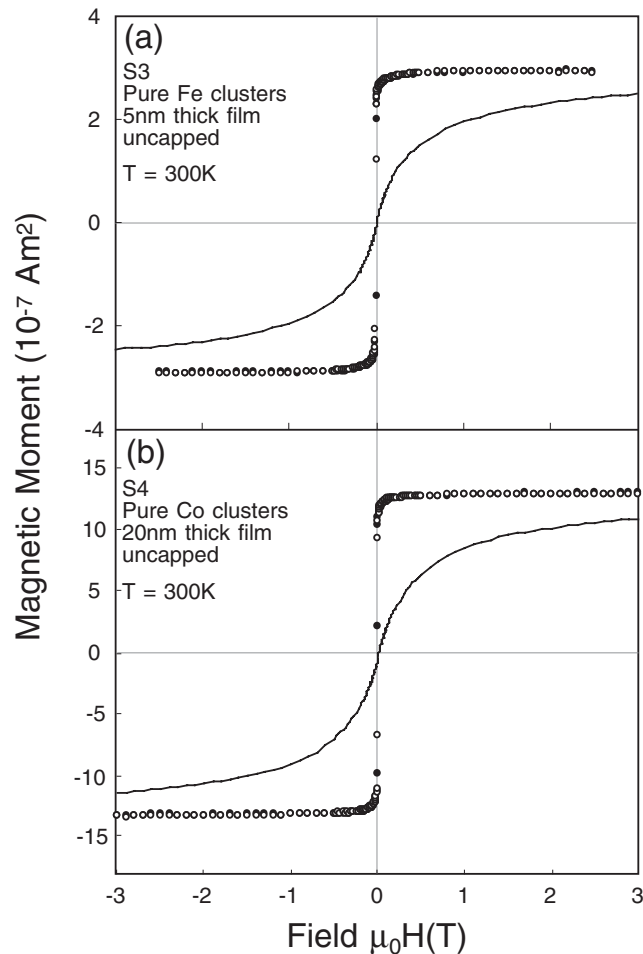 4
(a)
S3
Pure Fe clusters
5nm thick film
uncapped
T = 300K
2
0
-2
-4
(b)
S4
Pure Co clusters
20nm thick film
uncapped
T = 300K
15
10
5
0
-5
-10
-15
-3 -2 -1 0 1 2 3
Field μ₀H(T)
Magnetic Moment (10⁻⁷ Am²)